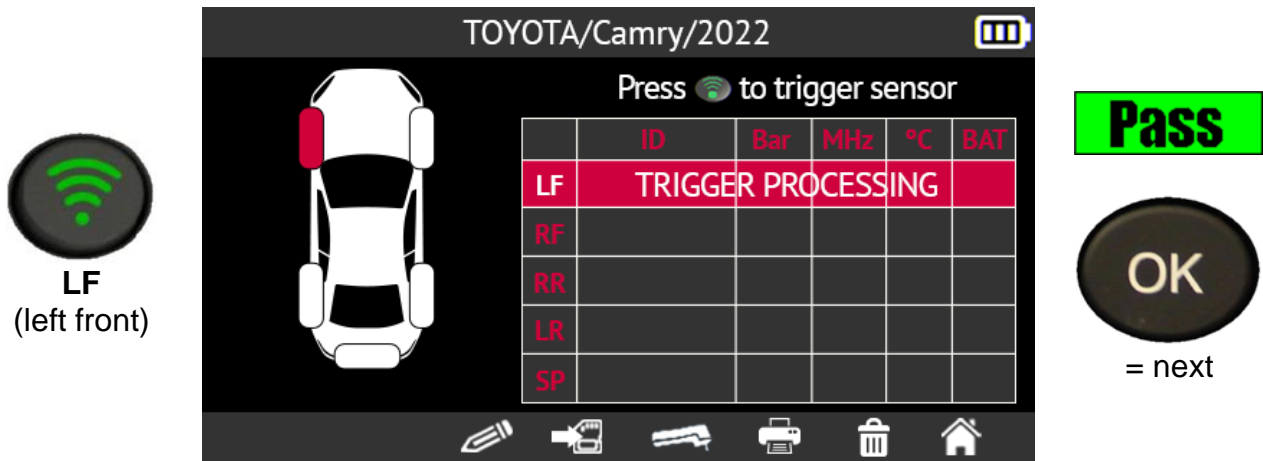 TOYOTA/Camry/2022
Press to trigger sensor
ID Bar MHz °C BAT
LF TRIGGER PROCESSING
RF
RR
LR
SP
LF
(left front)
Pass
OK
= next